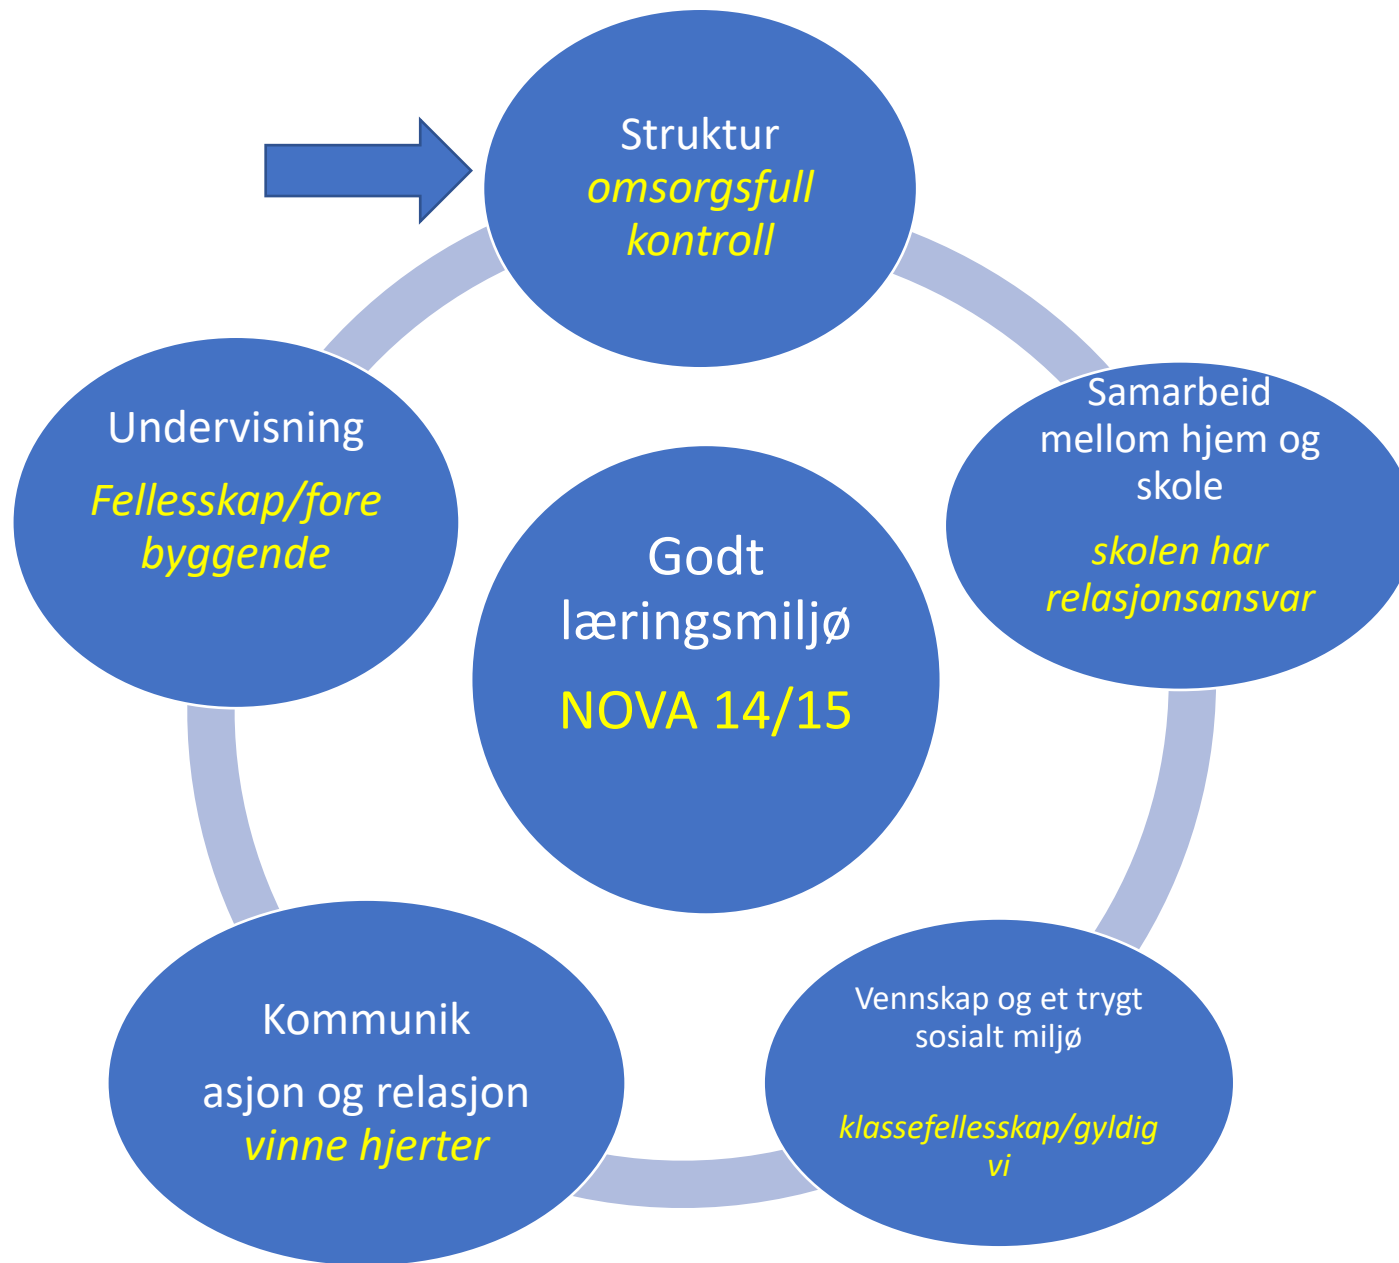 Struktur
omsorgsfull
kontroll
Samarbeid
mellom hjem og
skole
skolen har
relasjonsansvar
Vennskap og et trygt
sosialt miljø
klassefellesskap/gyldig
vi
Kommunik
asjon og relasjon
vinne hjerter
Undervisning
Fellesskap/fore
byggende
Godt
læringsmiljø
NOVA 14/15